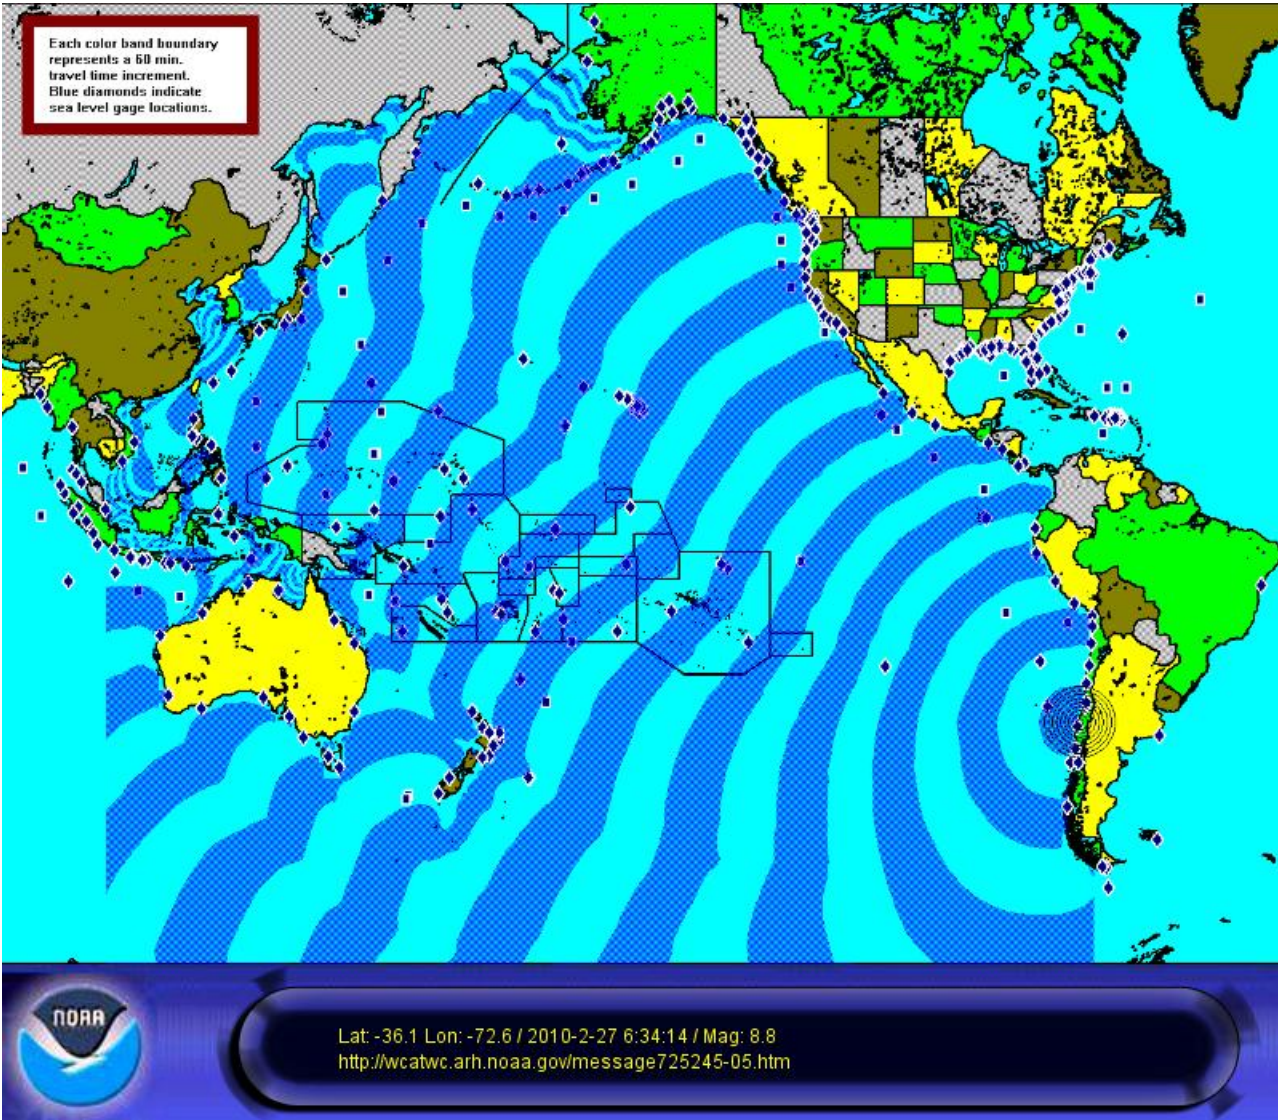 Each color band boundary
represents a 60 min.
travel time increment.
Blue diamonds indicate
sea level gage locations.
NOAA
Lat: -36.1 Lon: -72.6 / 2010-2-27 6:34:14 / Mag: 8.8
http://wcatwc.arh.noaa.gov/message725245-05.htm